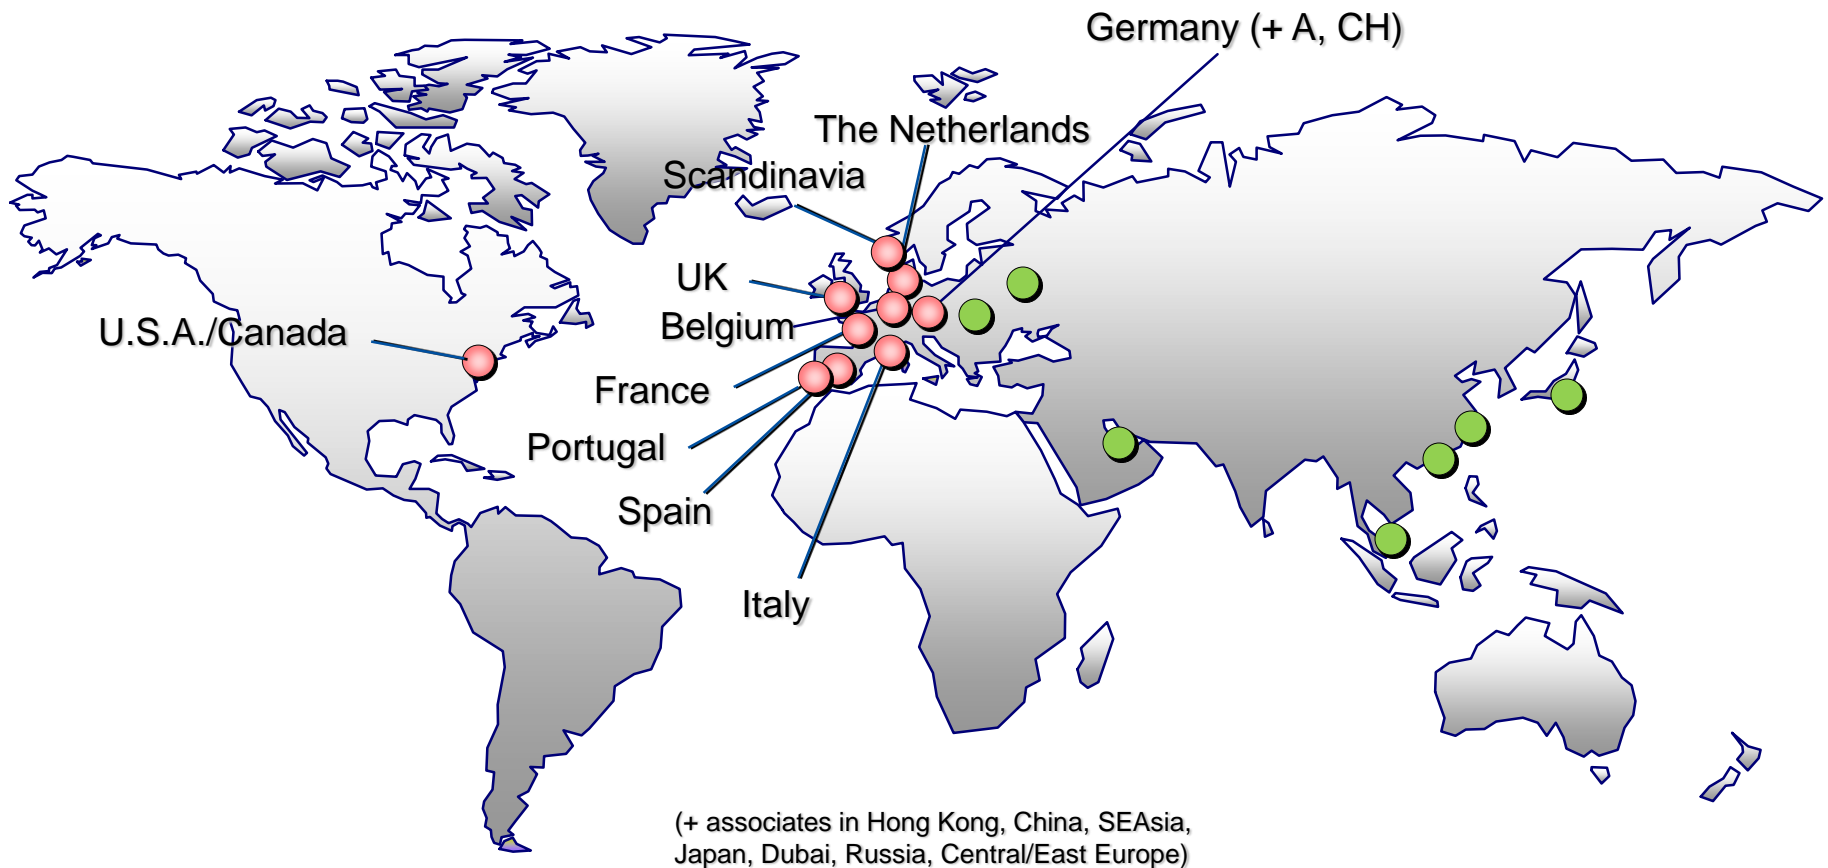 Germany (+ A, CH)
The Netherlands
Scandinavia
UK
Belgium
U.S.A./Canada
France
Portugal
Spain
Italy
(+ associates in Hong Kong, China, SEAsia,
Japan, Dubai, Russia, Central/East Europe)